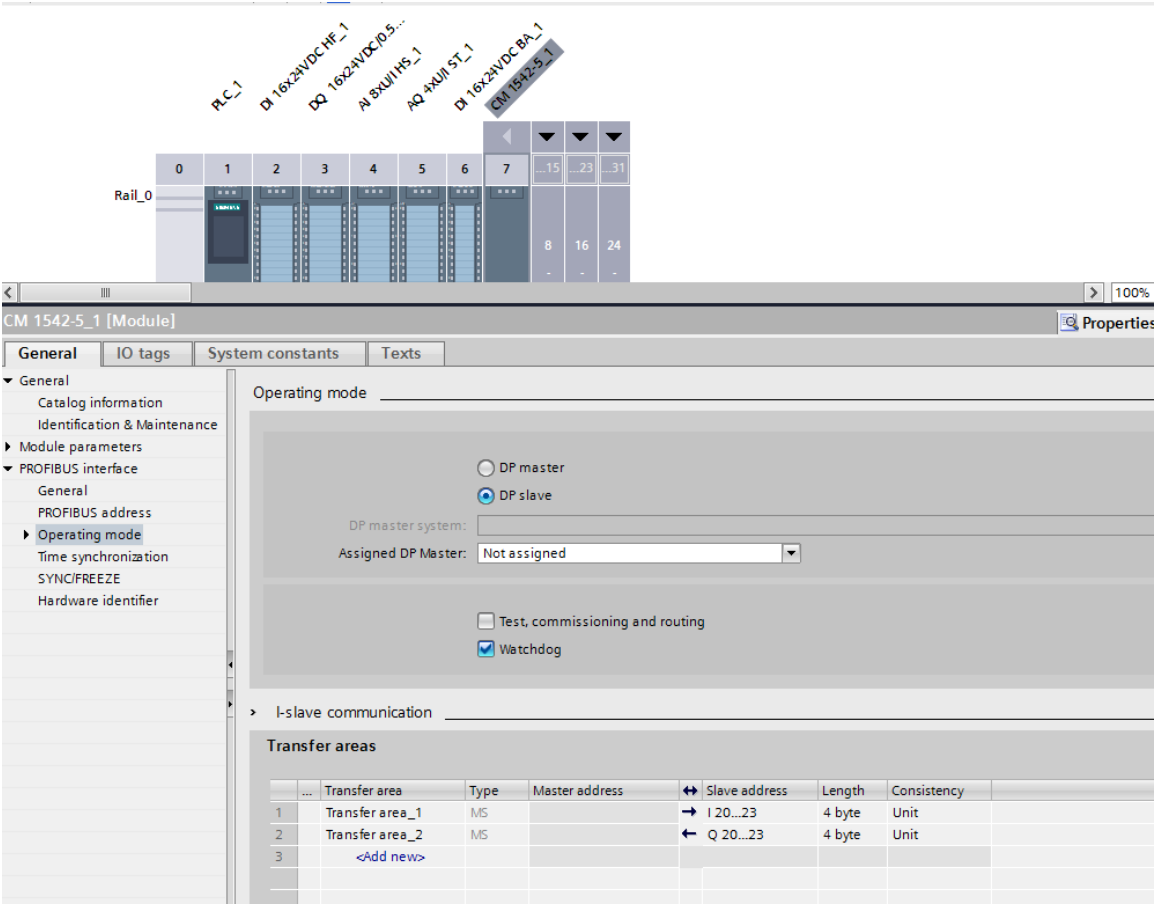 PLC_1
DI 16x24VDC HF_1
DQ 16x24VDC/0.5...
AI 8xU/I HS_1
AQ 4xU/I ST_1
DI 16x24VDC BA_1
CM 1542-5_1
0 1 2 3 4 5 6 7 ...15 ...23 ...31
Rail_0
SIEMENS
8 16 24
- - -
100%
CM 1542-5_1 [Module]
Properties
General IO tags System constants Texts
General
Catalog information
Identification & Maintenance
Module parameters
PROFIBUS interface
General
PROFIBUS address
Operating mode
Time synchronization
SYNC/FREEZE
Hardware identifier
Operating mode
DP master
DP slave
DP master system:
Assigned DP Master: Not assigned
Test, commissioning and routing
Watchdog
I-slave communication
Transfer areas
... Transfer area Type Master address ↔ Slave address Length Consistency
1 Transfer area_1 MS → I 20...23 4 byte Unit
2 Transfer area_2 MS ← Q 20...23 4 byte Unit
3 <Add new>